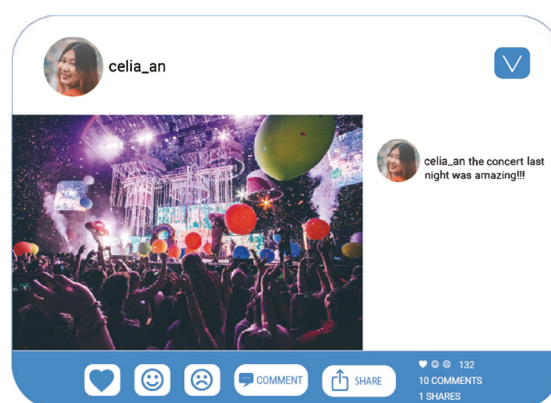 celia_an
celia_an the concert last
night was amazing!!!
COMMENT
SHARE
132
10 COMMENTS
1 SHARES